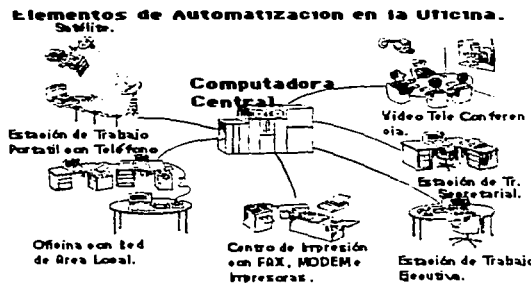 Elementos de Automatizacion en la Oficina.
Satélite.
Computadora
Central
Estación de Trabajo
Portatil con Teléfono
Video Tele Conferen
cia.
Estación de Tr.
Secretarial.
Oficina con Red
de Area Local.
Centro de Impresión
con FAX, MODEM e
Impresoras.
Estación de Trabajo
Ejecutiva.